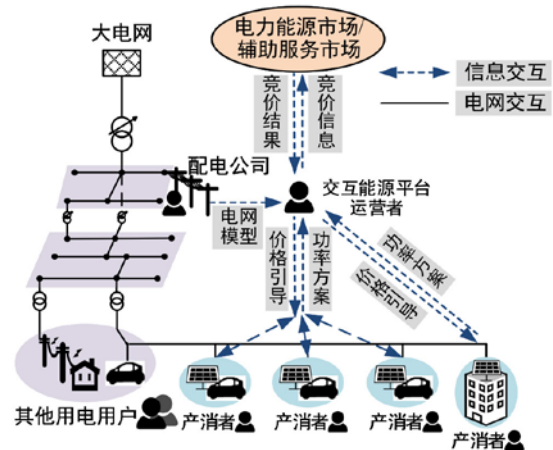 大电网
电力能源市场/
辅助服务市场
信息交互
电网交互
竞价结果
竞价信息
配电公司
交互能源平台
运营者
电网
模型
价格引导
功率方案
功率方案
价格引导
其他用电用户
产消者
产消者
产消者
产消者